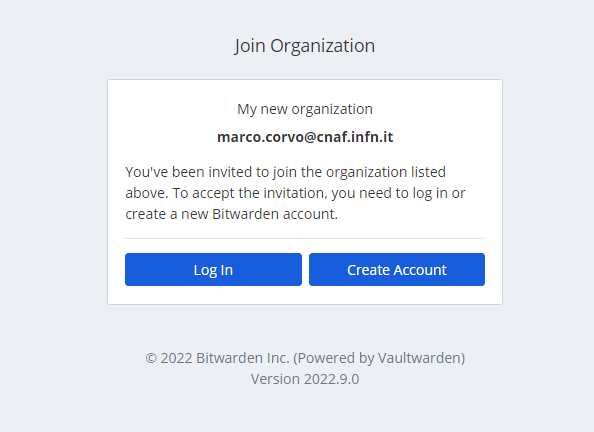 Join Organization
My new organization
marco.corvo@cnaf.infn.it
You've been invited to join the organization listed
above. To accept the invitation, you need to log in or
create a new Bitwarden account.
Log In
Create Account
© 2022 Bitwarden Inc. (Powered by Vaultwarden)
Version 2022.9.0